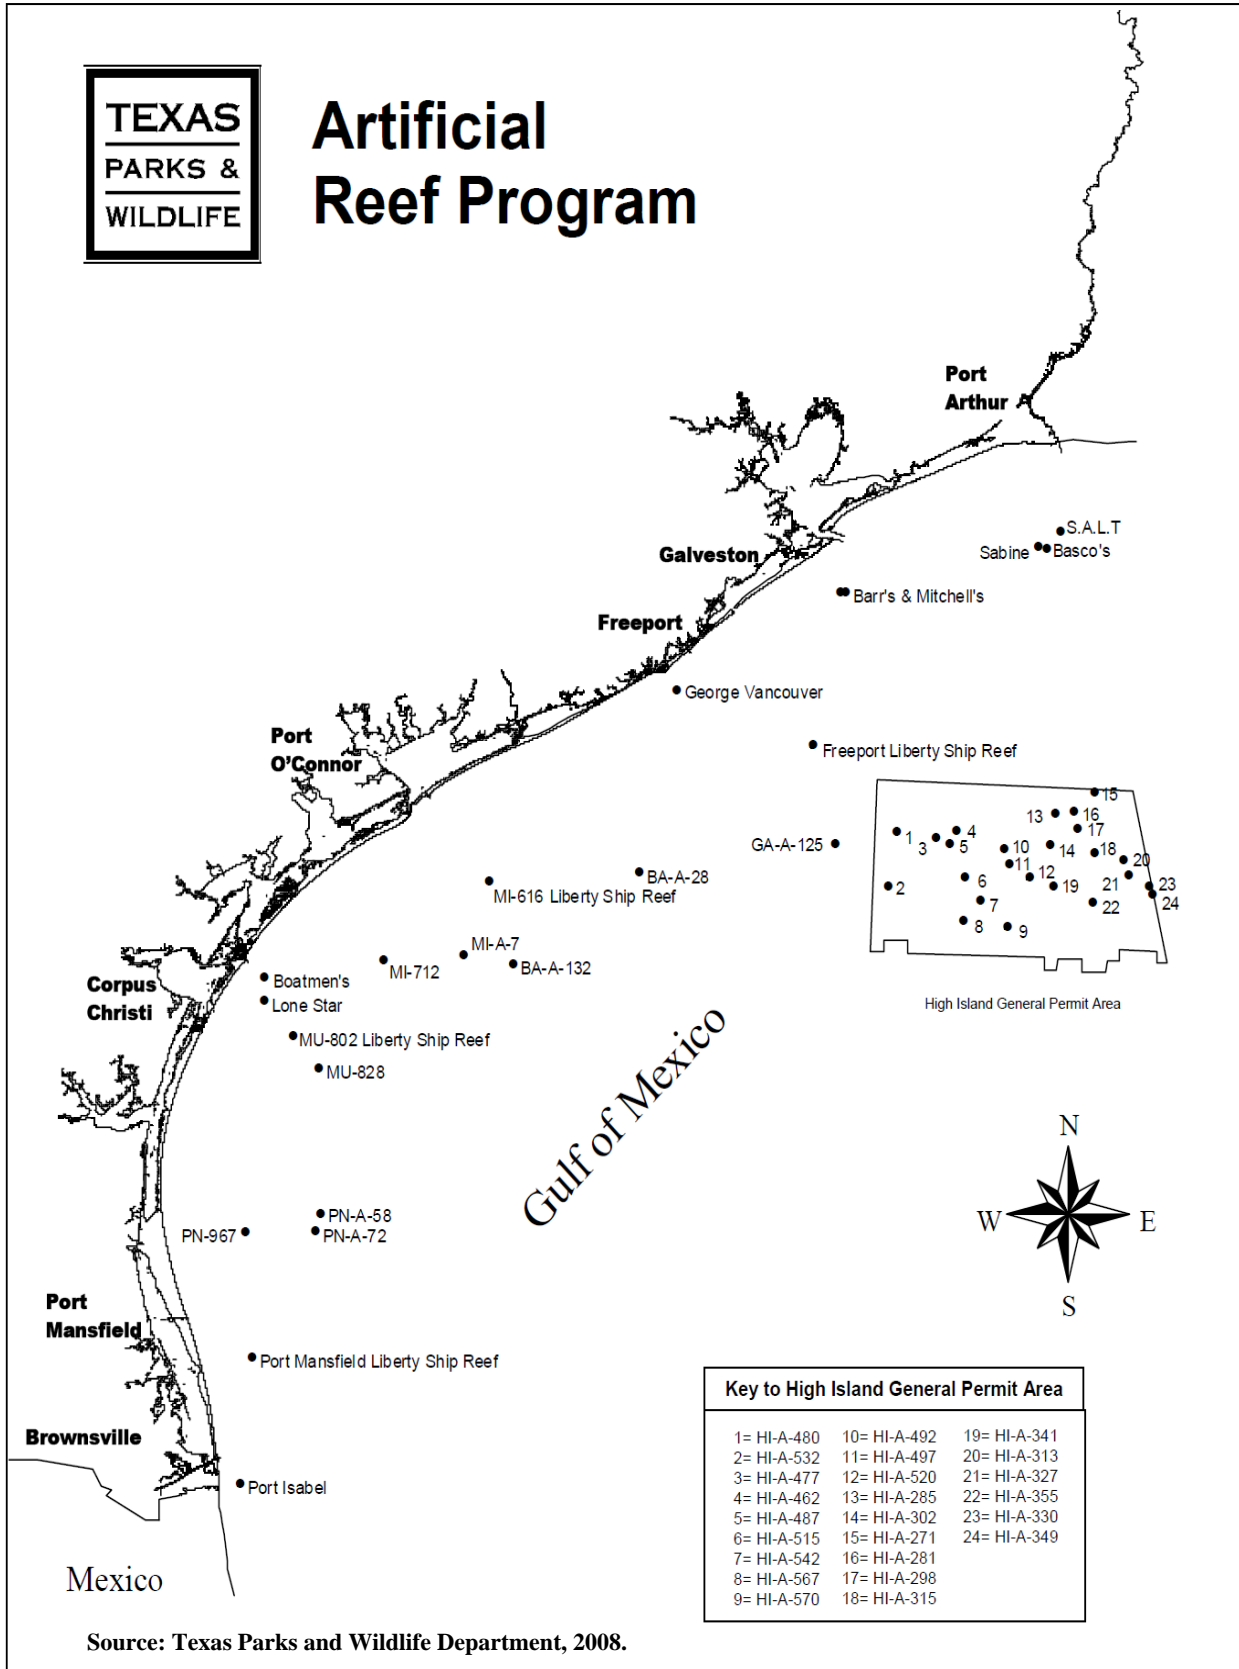 TEXAS
PARKS &
WILDLIFE
Artificial
Reef Program
Port
Arthur
S.A.L.T
Sabine
Basco's
Galveston
Barr's & Mitchell's
Freeport
George Vancouver
Port
O'Connor
Freeport Liberty Ship Reef
15
13
16
17
1
3
4
5
GA-A-125
10
14
18
11
20
BA-A-28
MI-616 Liberty Ship Reef
2
6
12
19
21
23
7
22
24
8
9
MI-A-7
MI-712
BA-A-132
Corpus
Christi
Boatmen's
Lone Star
High Island General Permit Area
MU-802 Liberty Ship Reef
MU-828
Gulf of Mexico
N
W
E
S
PN-A-58
PN-967
PN-A-72
Port
Mansfield
Port Mansfield Liberty Ship Reef
Brownsville
Port Isabel
Mexico
Key to High Island General Permit Area
1= HI-A-480
2= HI-A-532
3= HI-A-477
4= HI-A-462
5= HI-A-487
6= HI-A-515
7= HI-A-542
8= HI-A-567
9= HI-A-570
10= HI-A-492
11= HI-A-497
12= HI-A-520
13= HI-A-285
14= HI-A-302
15= HI-A-271
16= HI-A-281
17= HI-A-298
18= HI-A-315
19= HI-A-341
20= HI-A-313
21= HI-A-327
22= HI-A-355
23= HI-A-330
24= HI-A-349
Source: Texas Parks and Wildlife Department, 2008.